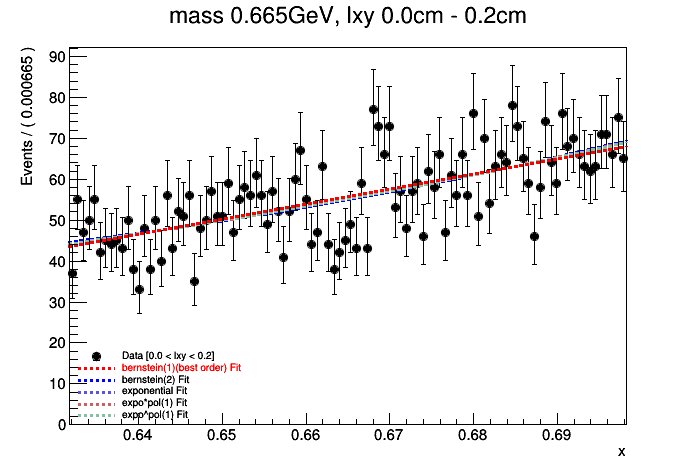 mass 0.665GeV, lxy 0.0cm - 0.2cm
Events / ( 0.000665 )
90
80
70
60
50
40
30
20
10
0
Data [0.0 < lxy < 0.2]
bernstein(1)(best order) Fit
bernstein(2) Fit
exponential Fit
expo*pol(1) Fit
expp^pol(1) Fit
0.64 0.65 0.66 0.67 0.68 0.69
x